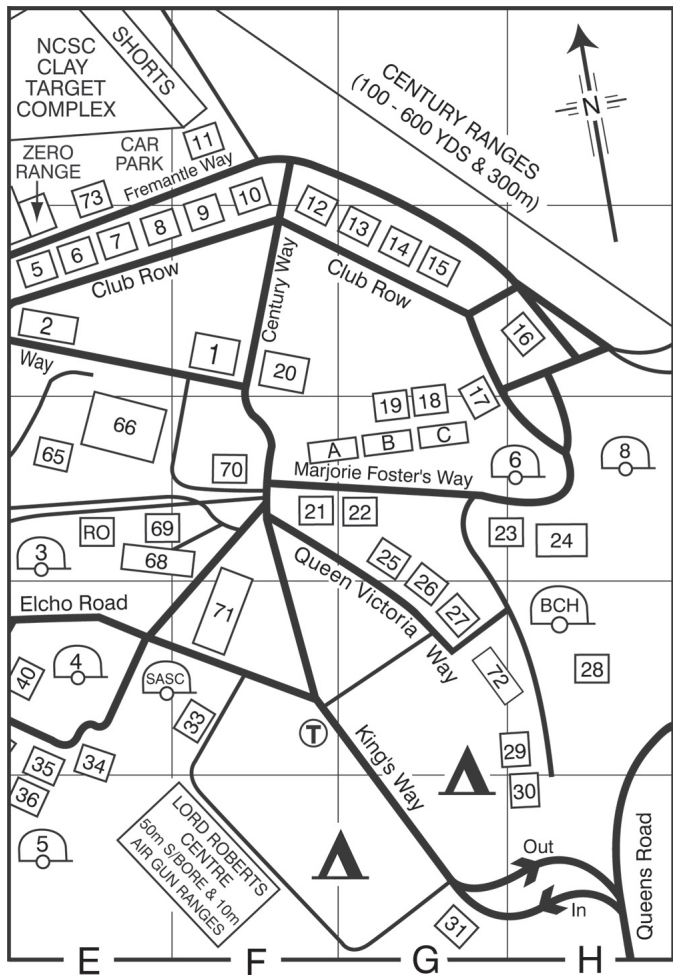 NCSC
CLAY
TARGET
COMPLEX
SHORTS
CENTURY RANGES
(100 - 600 YDS & 300m)
N
ZERO
RANGE
CAR
PARK
11
73
Fremantle Way
5
6
7
8
9
10
12
13
14
15
Club Row
Club Row
Century Way
2
1
20
16
Way
66
65
70
19
18
17
A
B
C
6
8
Marjorie Foster's Way
21
22
23
24
RO
69
68
3
25
26
27
Queen Victoria
Way
Elcho Road
71
BCH
28
40
4
SASC
33
72
T
King's Way
29
30
35
34
36
5
LORD ROBERTS
CENTRE
50m S/BORE & 10m
AIR GUN RANGES
Out
In
31
Queens Road
E
F
G
H